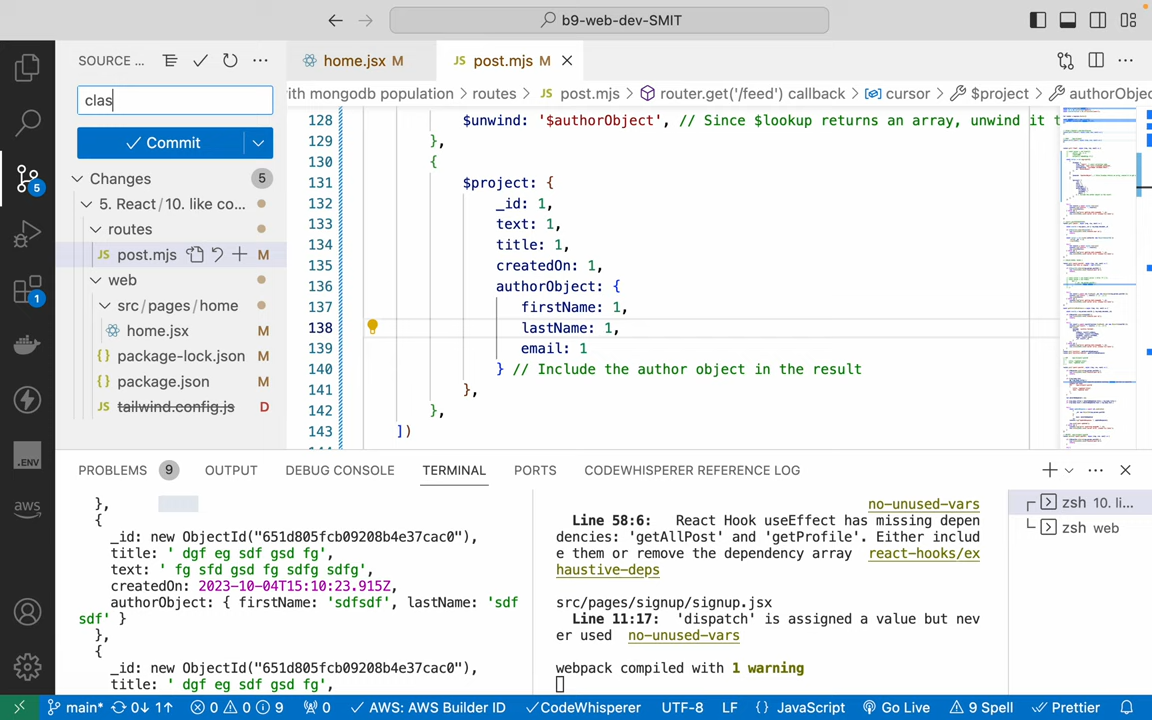 b9-web-dev-SMIT
SOURCE ...
home.jsx M
JS post.mjs M
clas
with mongodb population > routes > JS post.mjs > router.get('/feed') callback > cursor > $project > authorObjec
Commit
Changes 5
5. React/10. like co...
routes
JS post.mjs M
web
src/pages/home
home.jsx M
{} package-lock.json M
{} package.json M
JS tailwind.config.js D
5
1
.ENV
aws
128 $unwind: '$authorObject', // Since $lookup returns an array, unwind it t
129 },
130 {
131 $project: {
132 _id: 1,
133 text: 1,
134 title: 1,
135 createdOn: 1,
136 authorObject: {
137 firstName: 1,
138 lastName: 1,
139 email: 1
140 } // Include the author object in the result
141 },
142 },
143 ])
PROBLEMS 9 OUTPUT DEBUG CONSOLE TERMINAL PORTS CODEWHISPERER REFERENCE LOG
},
{
_id: new ObjectId("651d805fcb09208b4e37cac0"),
title: ' dgf eg sdf gsd fg',
text: ' fg sfd gsd fg sdfg sdfg',
createdOn: 2023-10-04T15:10:23.915Z,
authorObject: { firstName: 'sdfsdf', lastName: 'sdf
sdf' }
},
{
_id: new ObjectId("651d805fcb09208b4e37cac0"),
title: ' dgf eg sdf gsd fg',
no-unused-vars
Line 58:6: React Hook useEffect has missing depen
dencies: 'getAllPost' and 'getProfile'. Either includ
e them or remove the dependency array react-hooks/ex
haustive-deps
src/pages/signup/signup.jsx
Line 11:17: 'dispatch' is assigned a value but nev
er used no-unused-vars
webpack compiled with 1 warning
zsh 10. li...
zsh web
main* 0↓ 1↑ 0 0 9 0 AWS: AWS Builder ID CodeWhisperer UTF-8 LF {} JavaScript Go Live 9 Spell Prettier